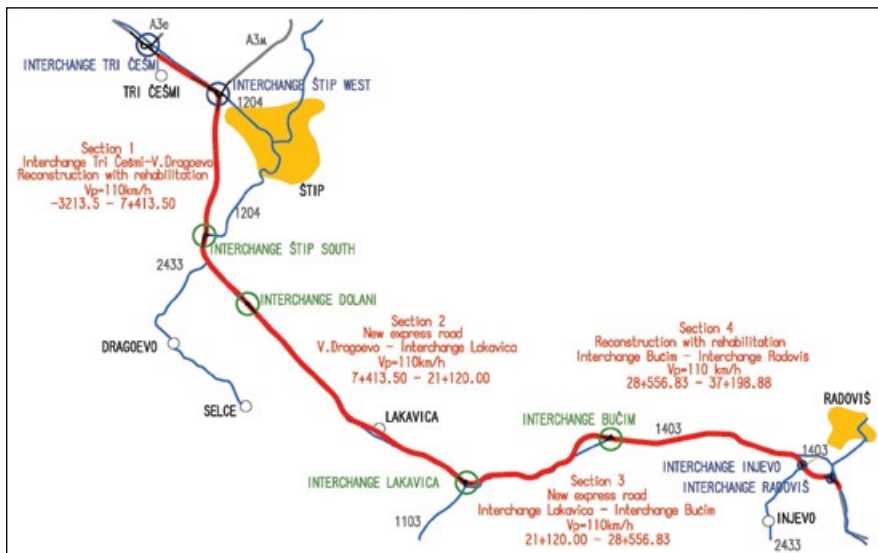 A3e
A3м
INTERCHANGE TRI ČEŠMI
TRI ČEŠMI
INTERCHANGE ŠTIP WEST
1204
Section 1
Interchange Tri Češmi-V.Dragoevo
Reconstruction with rehabilitation
Vp=110km/h
-3213.5 - 7+413.50
ŠTIP
1204
INTERCHANGE ŠTIP SOUTH
2433
INTERCHANGE DOLANI
DRAGOEVO
SELCE
Section 2
New express road
V.Dragoevo - Interchange Lakavica
Vp=110km/h
7+413.50 - 21+120.00
Section 4
Reconstruction with rehabilitation
Interchange Bučim - Interchange Radoviš
Vp=110 km/h
28+556.83 - 37+198.88
RADOVIŠ
LAKAVICA
INTERCHANGE BUČIM
1403
1403
INTERCHANGE LAKAVICA
INTERCHANGE INJEVO
INTERCHANGE RADOVIŠ
Section 3
New express road
Interchange Lakavica - Interchange Bučim
Vp=110km/h
21+120.00 - 28+556.83
1103
INJEVO
2433